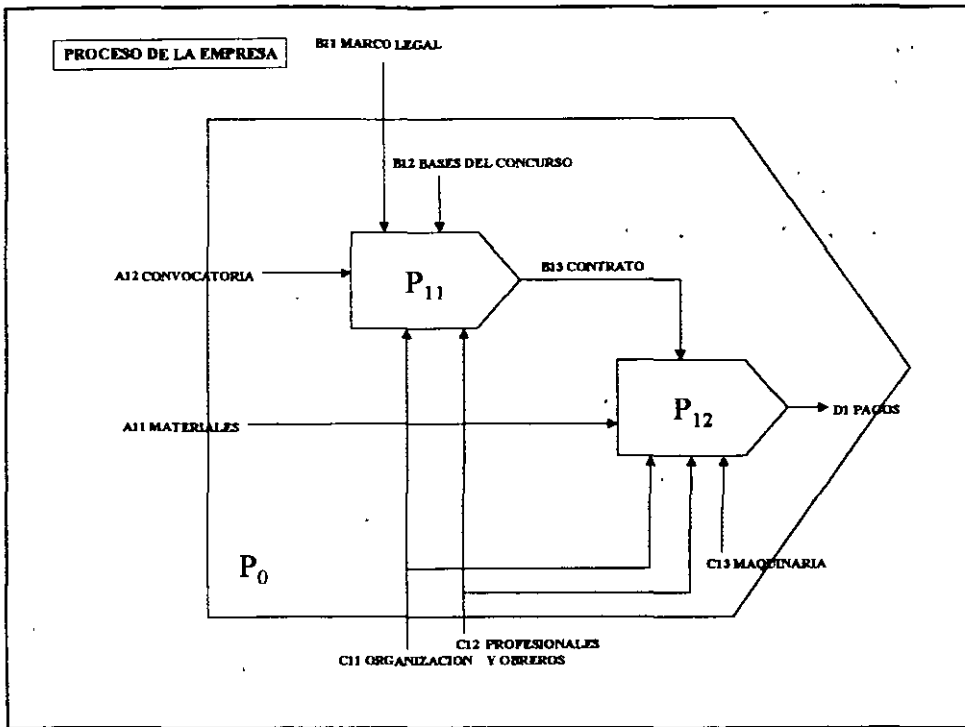 PROCESO DE LA EMPRESA
B11 MARCO LEGAL
B12 BASES DEL CONCURSO
A12 CONVOCATORIA
P11
B13 CONTRATO
P12
D1 PAGOS
A11 MATERIALES
P0
C13 MAQUINARIA
C12 PROFESIONALES
C11 ORGANIZACION Y OBREROS